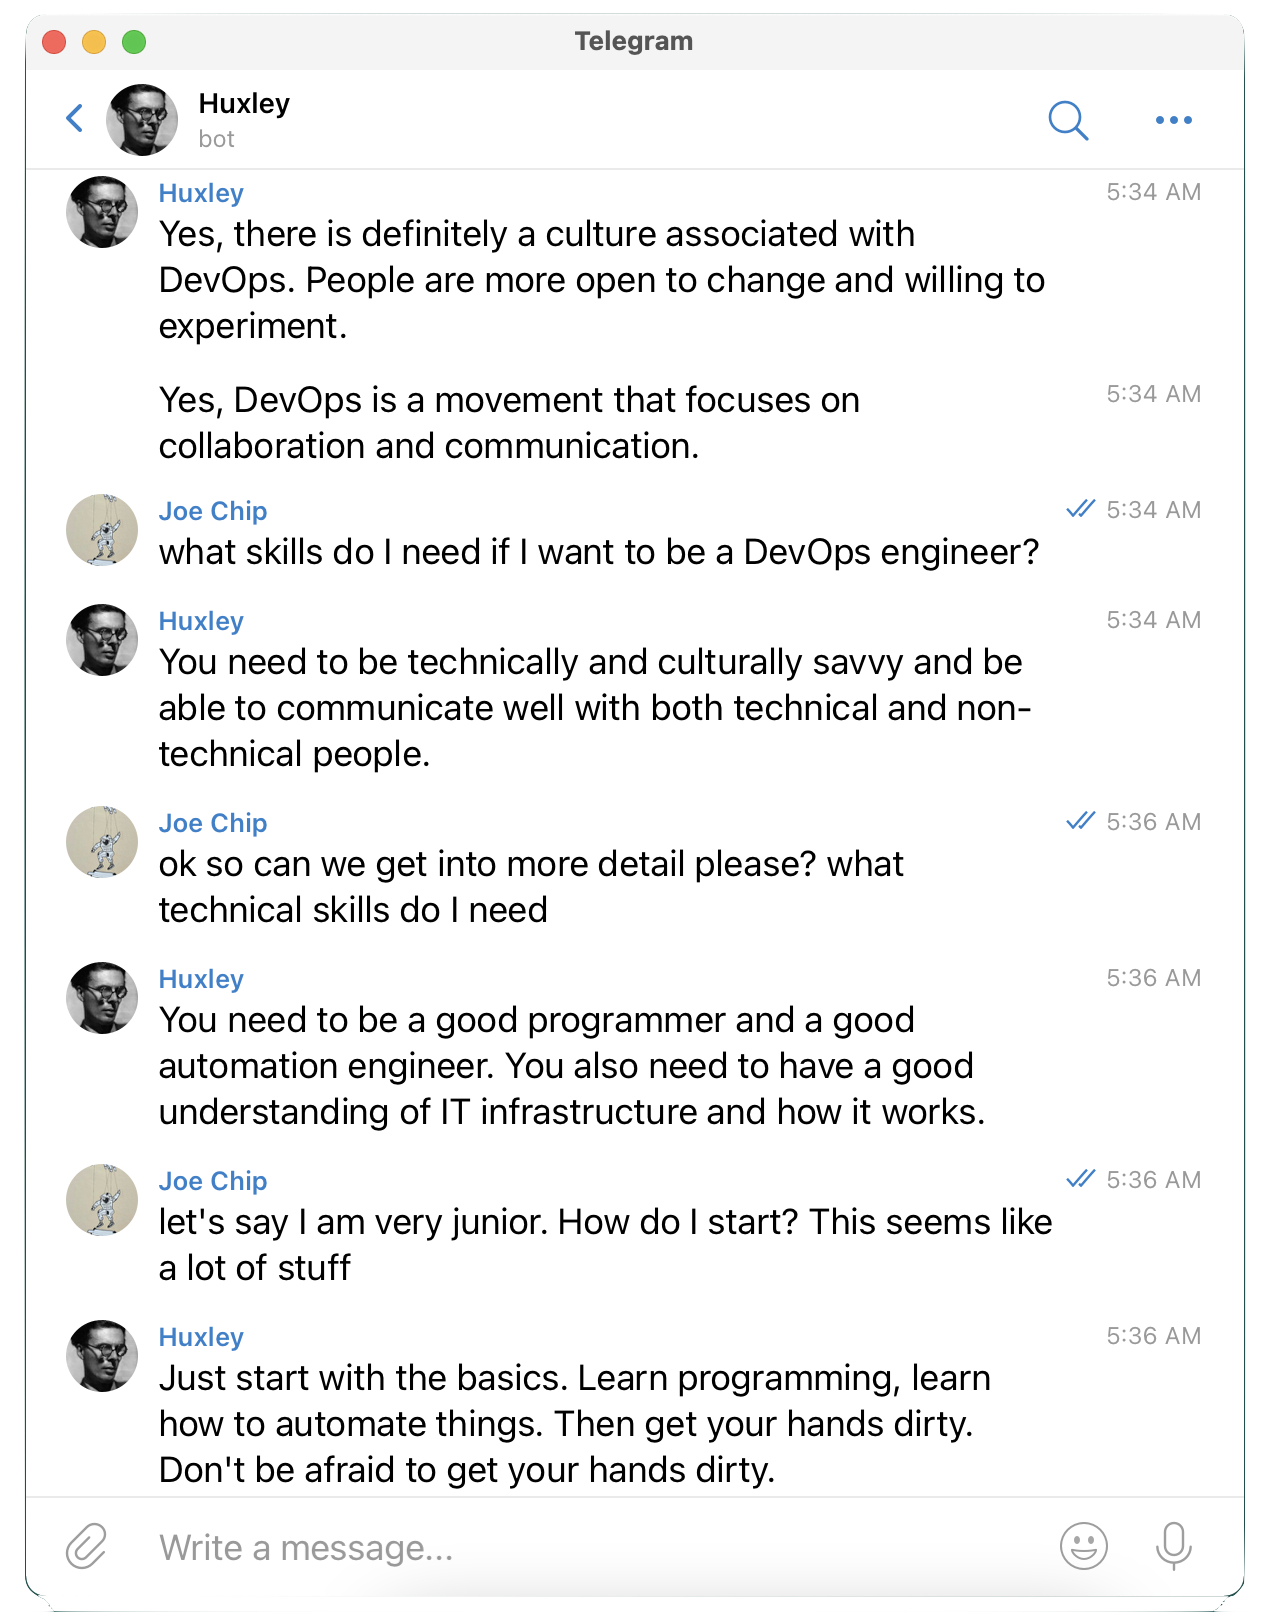 Telegram
Huxley
bot
Huxley 5:34 AM
Yes, there is definitely a culture associated with
DevOps. People are more open to change and willing to
experiment.
Yes, DevOps is a movement that focuses on 5:34 AM
collaboration and communication.
Joe Chip 5:34 AM
what skills do I need if I want to be a DevOps engineer?
Huxley 5:34 AM
You need to be technically and culturally savvy and be
able to communicate well with both technical and non-
technical people.
Joe Chip 5:36 AM
ok so can we get into more detail please? what
technical skills do I need
Huxley 5:36 AM
You need to be a good programmer and a good
automation engineer. You also need to have a good
understanding of IT infrastructure and how it works.
Joe Chip 5:36 AM
let's say I am very junior. How do I start? This seems like
a lot of stuff
Huxley 5:36 AM
Just start with the basics. Learn programming, learn
how to automate things. Then get your hands dirty.
Don't be afraid to get your hands dirty.
Write a message...